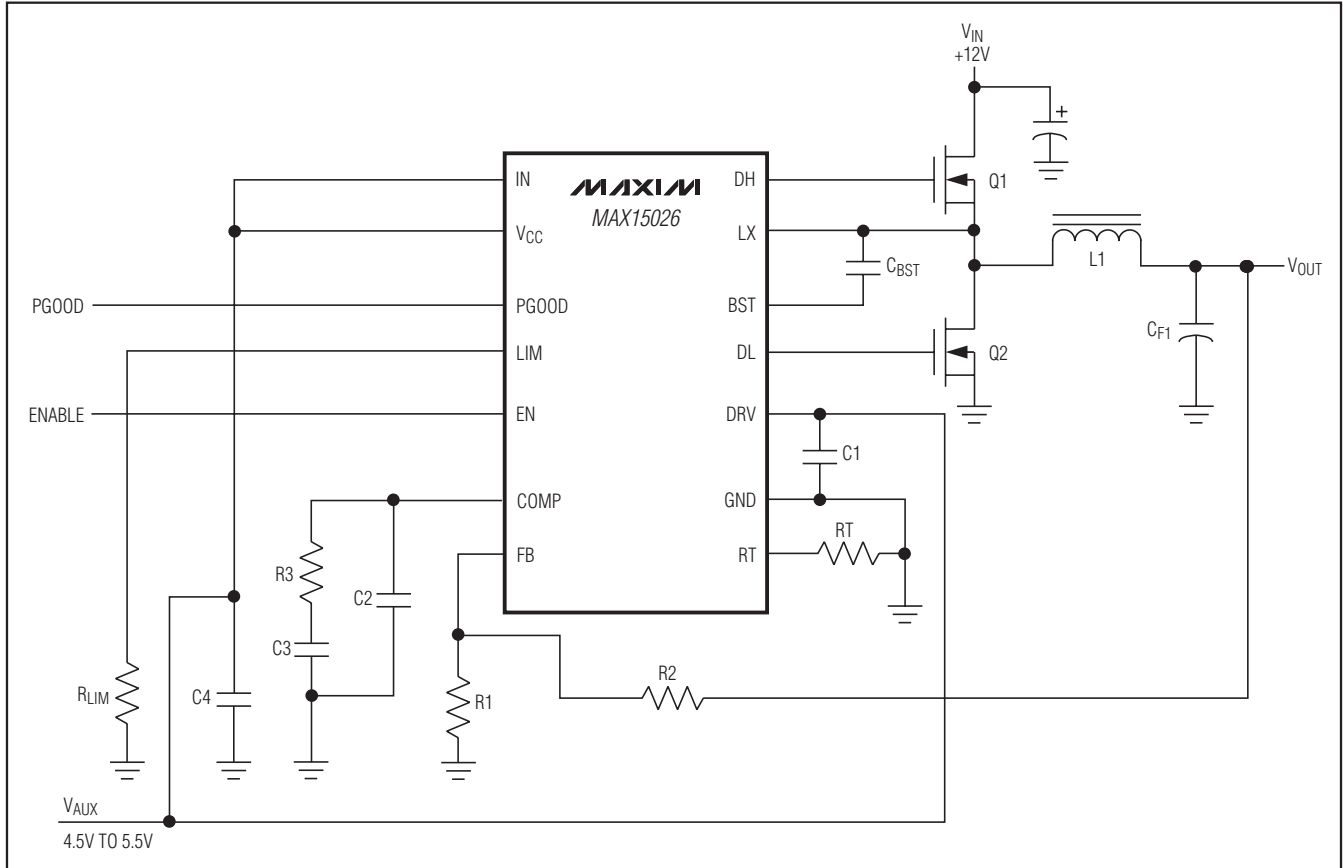 V_IN
+12V
MAXIM
MAX15026
IN
V_CC
PGOOD
LIM
EN
COMP
FB
DH
LX
BST
DL
DRV
GND
RT
PGOOD
ENABLE
Q1
C_BST
Q2
L1
V_OUT
C_F1
C1
RT
R3
C2
C3
R_LIM
C4
R1
R2
V_AUX
4.5V TO 5.5V
+